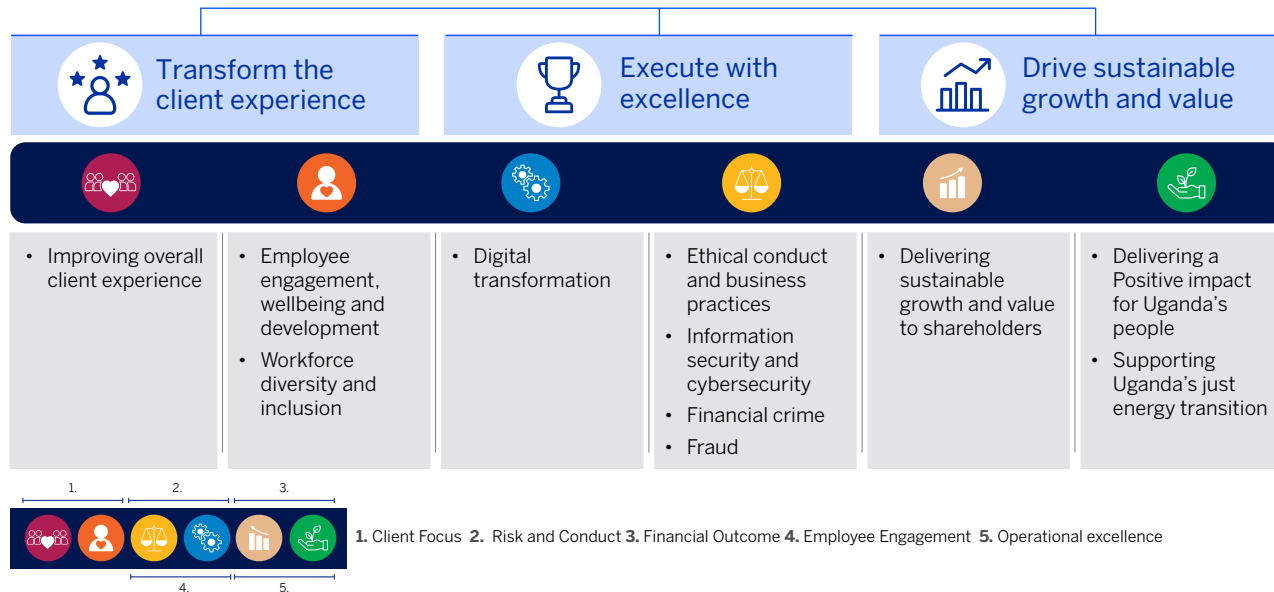 Transform the
client experience
Execute with
excellence
Drive sustainable
growth and value
• Improving overall
client experience
• Employee
engagement,
wellbeing and
development
• Workforce
diversity and
inclusion
• Digital
transformation
• Ethical conduct
and business
practices
• Information
security and
cybersecurity
• Financial crime
• Fraud
• Delivering
sustainable
growth and value
to shareholders
• Delivering a
Positive impact
for Uganda's
people
• Supporting
Uganda's just
energy transition
1.
2.
3.
1. Client Focus 2. Risk and Conduct 3. Financial Outcome 4. Employee Engagement 5. Operational excellence
4.
5.